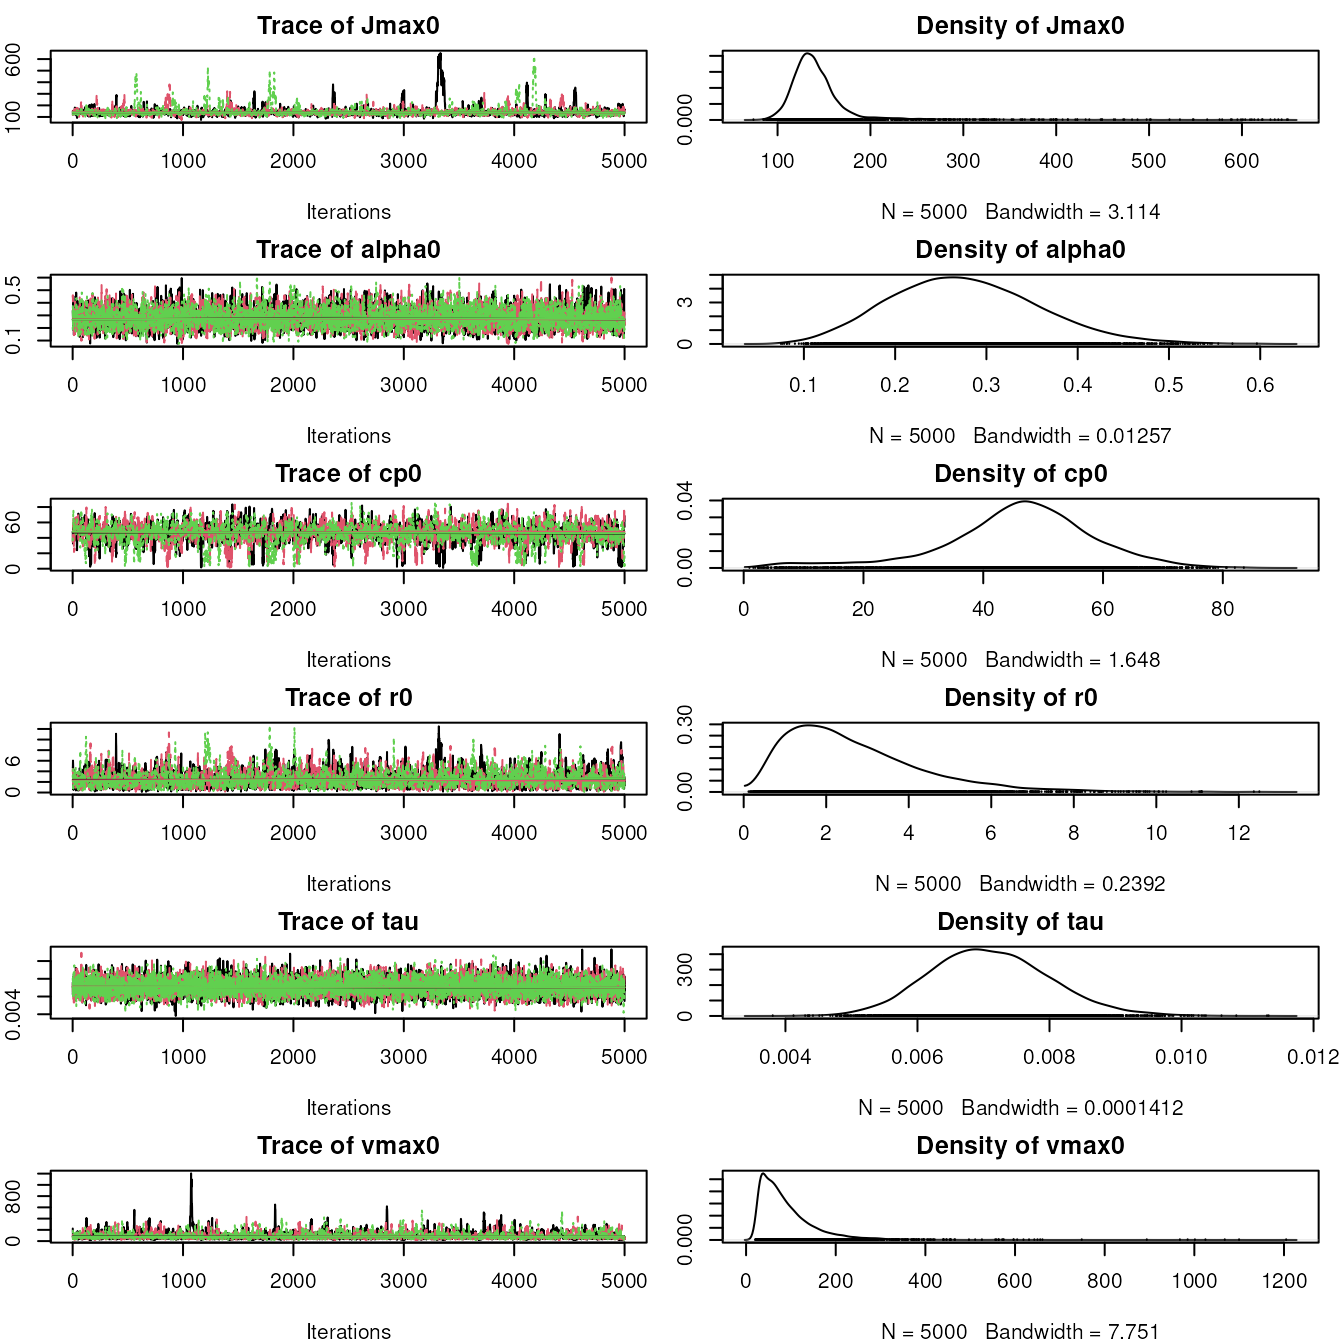 Trace of Jmax0
Density of Jmax0
600
100
0 1000 2000 3000 4000 5000
Iterations
0.000
100 200 300 400 500 600
N = 5000 Bandwidth = 3.114
Trace of alpha0
Density of alpha0
0.5
0.1
0 1000 2000 3000 4000 5000
Iterations
3
0
0.1 0.2 0.3 0.4 0.5 0.6
N = 5000 Bandwidth = 0.01257
Trace of cp0
Density of cp0
60
0
0 1000 2000 3000 4000 5000
Iterations
0.04
0.00
0 20 40 60 80
N = 5000 Bandwidth = 1.648
Trace of r0
Density of r0
6
0
0 1000 2000 3000 4000 5000
Iterations
0.30
0.00
0 2 4 6 8 10 12
N = 5000 Bandwidth = 0.2392
Trace of tau
Density of tau
0.004
0 1000 2000 3000 4000 5000
Iterations
300
0
0.004 0.006 0.008 0.010 0.012
N = 5000 Bandwidth = 0.0001412
Trace of vmax0
Density of vmax0
800
0
0 1000 2000 3000 4000 5000
Iterations
0.000
0 200 400 600 800 1000 1200
N = 5000 Bandwidth = 7.751